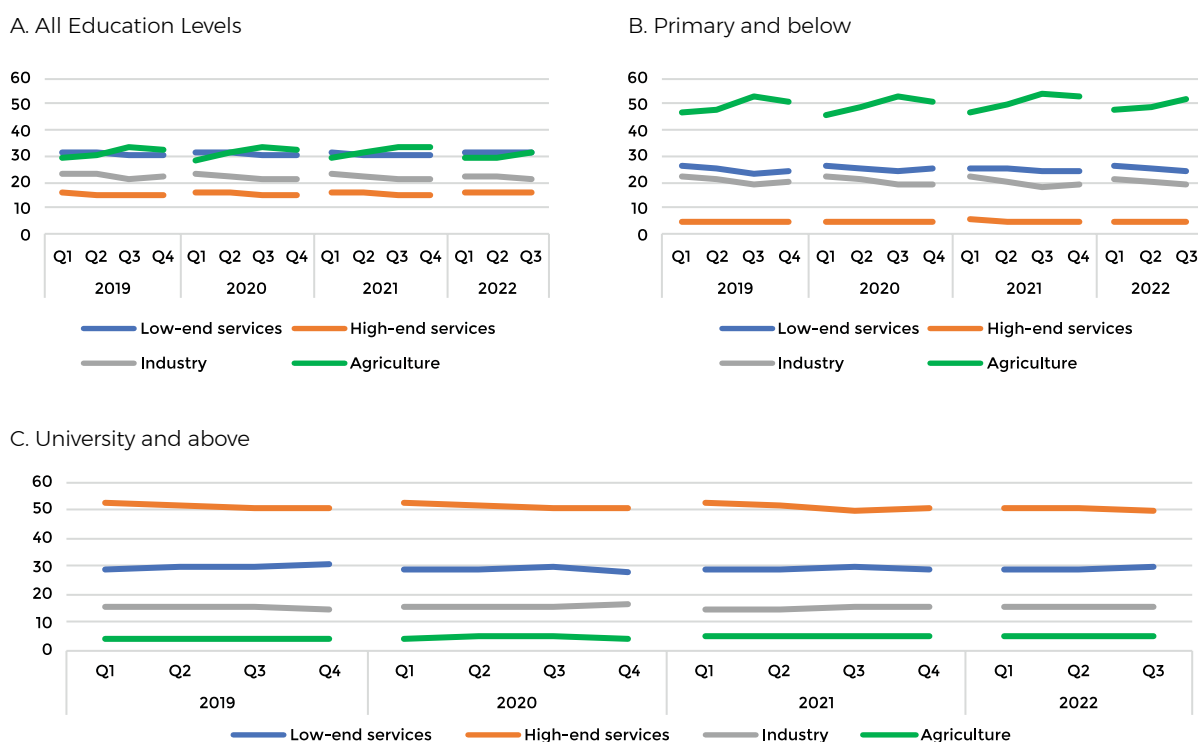 A. All Education Levels
60
50
40
30
20
10
0
Q1 Q2 Q3 Q4 Q1 Q2 Q3 Q4 Q1 Q2 Q3 Q4 Q1 Q2 Q3
2019 2020 2021 2022
Low-end services High-end services
Industry Agriculture
B. Primary and below
60
50
40
30
20
10
0
Q1 Q2 Q3 Q4 Q1 Q2 Q3 Q4 Q1 Q2 Q3 Q4 Q1 Q2 Q3
2019 2020 2021 2022
Low-end services High-end services
Industry Agriculture
C. University and above
60
50
40
30
20
10
0
Q1 Q2 Q3 Q4 Q1 Q2 Q3 Q4 Q1 Q2 Q3 Q4 Q1 Q2 Q3
2019 2020 2021 2022
Low-end services High-end services Industry Agriculture